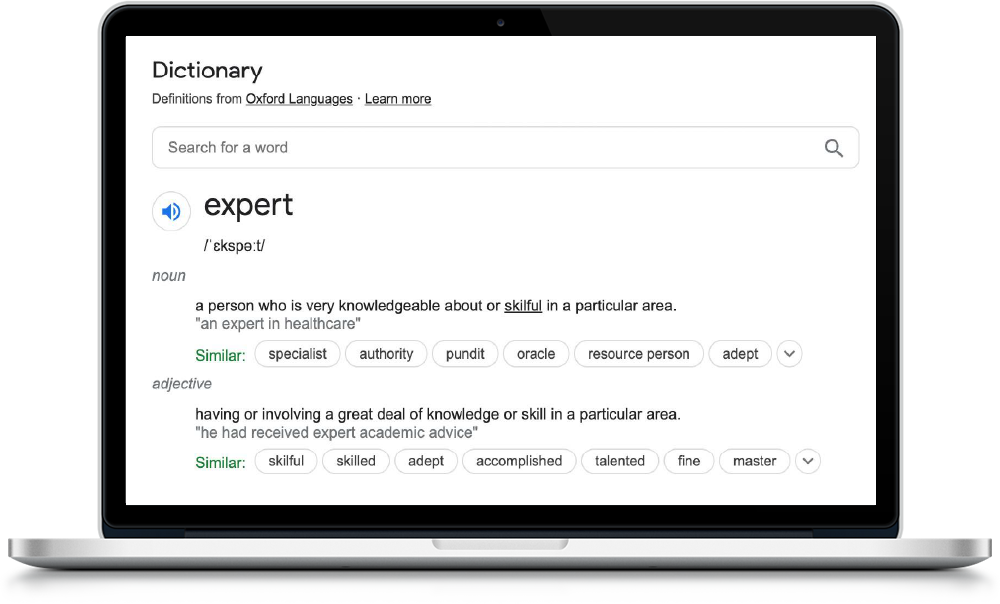 Dictionary
Definitions from Oxford Languages · Learn more
Search for a word
expert
/ˈɛkspəːt/
noun
a person who is very knowledgeable about or skilful in a particular area.
"an expert in healthcare"
Similar: specialist authority pundit oracle resource person adept
adjective
having or involving a great deal of knowledge or skill in a particular area.
"he had received expert academic advice"
Similar: skilful skilled adept accomplished talented fine master